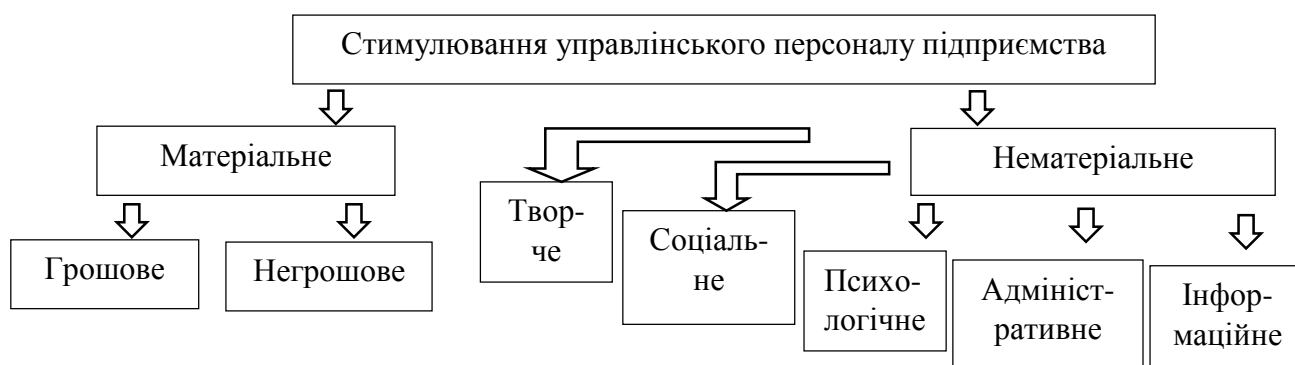 Стимулювання управлінського персоналу підприємства
Матеріальне
Нематеріальне
Грошове
Негрошове
Твор-
че
Соціаль-
не
Психо-
логічне
Адмініст-
ративне
Інфор-
маційне